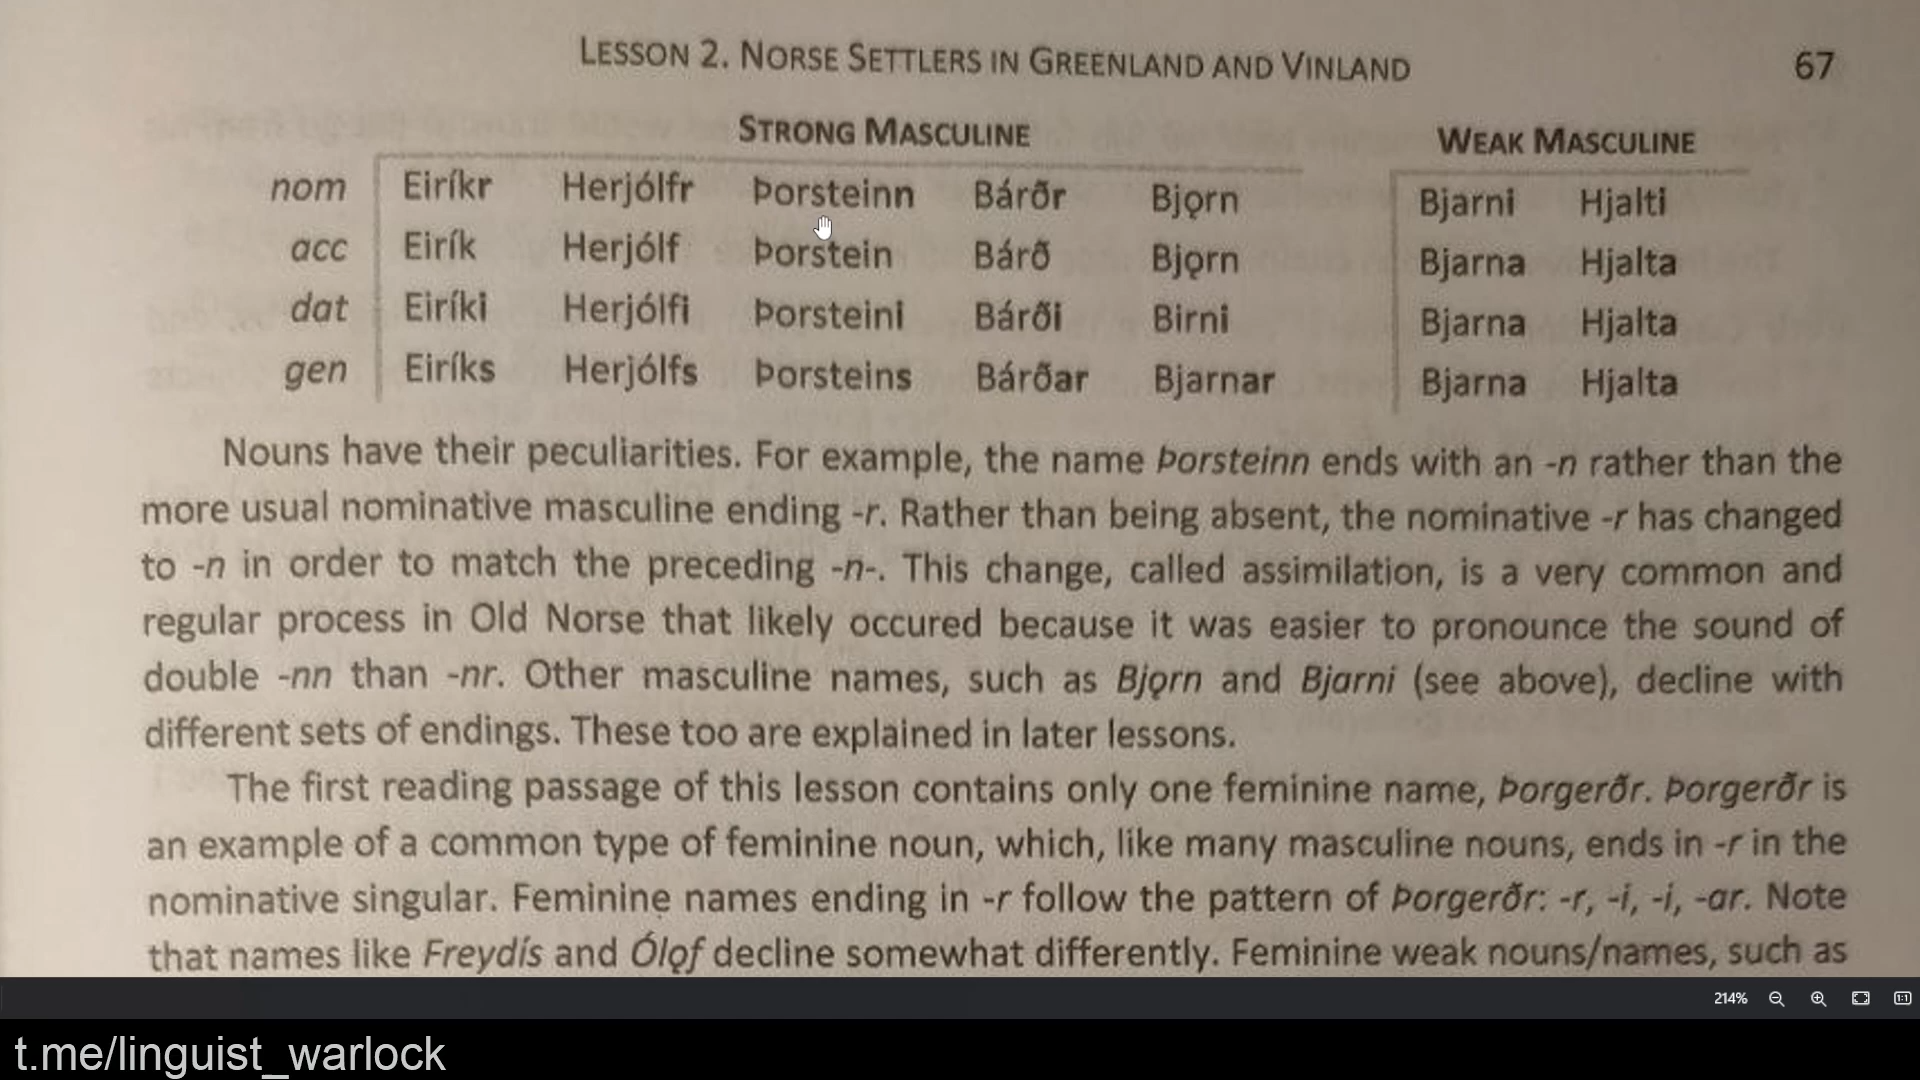 LESSON 2. NORSE SETTLERS IN GREENLAND AND VINLAND 67
STRONG MASCULINE WEAK MASCULINE
nom Eiríkr Herjólfr Þorsteinn Bárðr Bjǫrn Bjarni Hjalti
acc Eirík Herjólf Þorstein Bárð Bjǫrn Bjarna Hjalta
dat Eiríki Herjólfi Þorsteini Bárði Birni Bjarna Hjalta
gen Eiríks Herjólfs Þorsteins Bárðar Bjarnar Bjarna Hjalta
Nouns have their peculiarities. For example, the name Þorsteinn ends with an -n rather than the
more usual nominative masculine ending -r. Rather than being absent, the nominative -r has changed
to -n in order to match the preceding -n-. This change, called assimilation, is a very common and
regular process in Old Norse that likely occured because it was easier to pronounce the sound of
double -nn than -nr. Other masculine names, such as Bjǫrn and Bjarni (see above), decline with
different sets of endings. These too are explained in later lessons.
The first reading passage of this lesson contains only one feminine name, Þorgerðr. Þorgerðr is
an example of a common type of feminine noun, which, like many masculine nouns, ends in -r in the
nominative singular. Feminine names ending in -r follow the pattern of Þorgerðr: -r, -i, -i, -ar. Note
that names like Freydís and Ólǫf decline somewhat differently. Feminine weak nouns/names, such as
214%
1:1
t.me/linguist_warlock